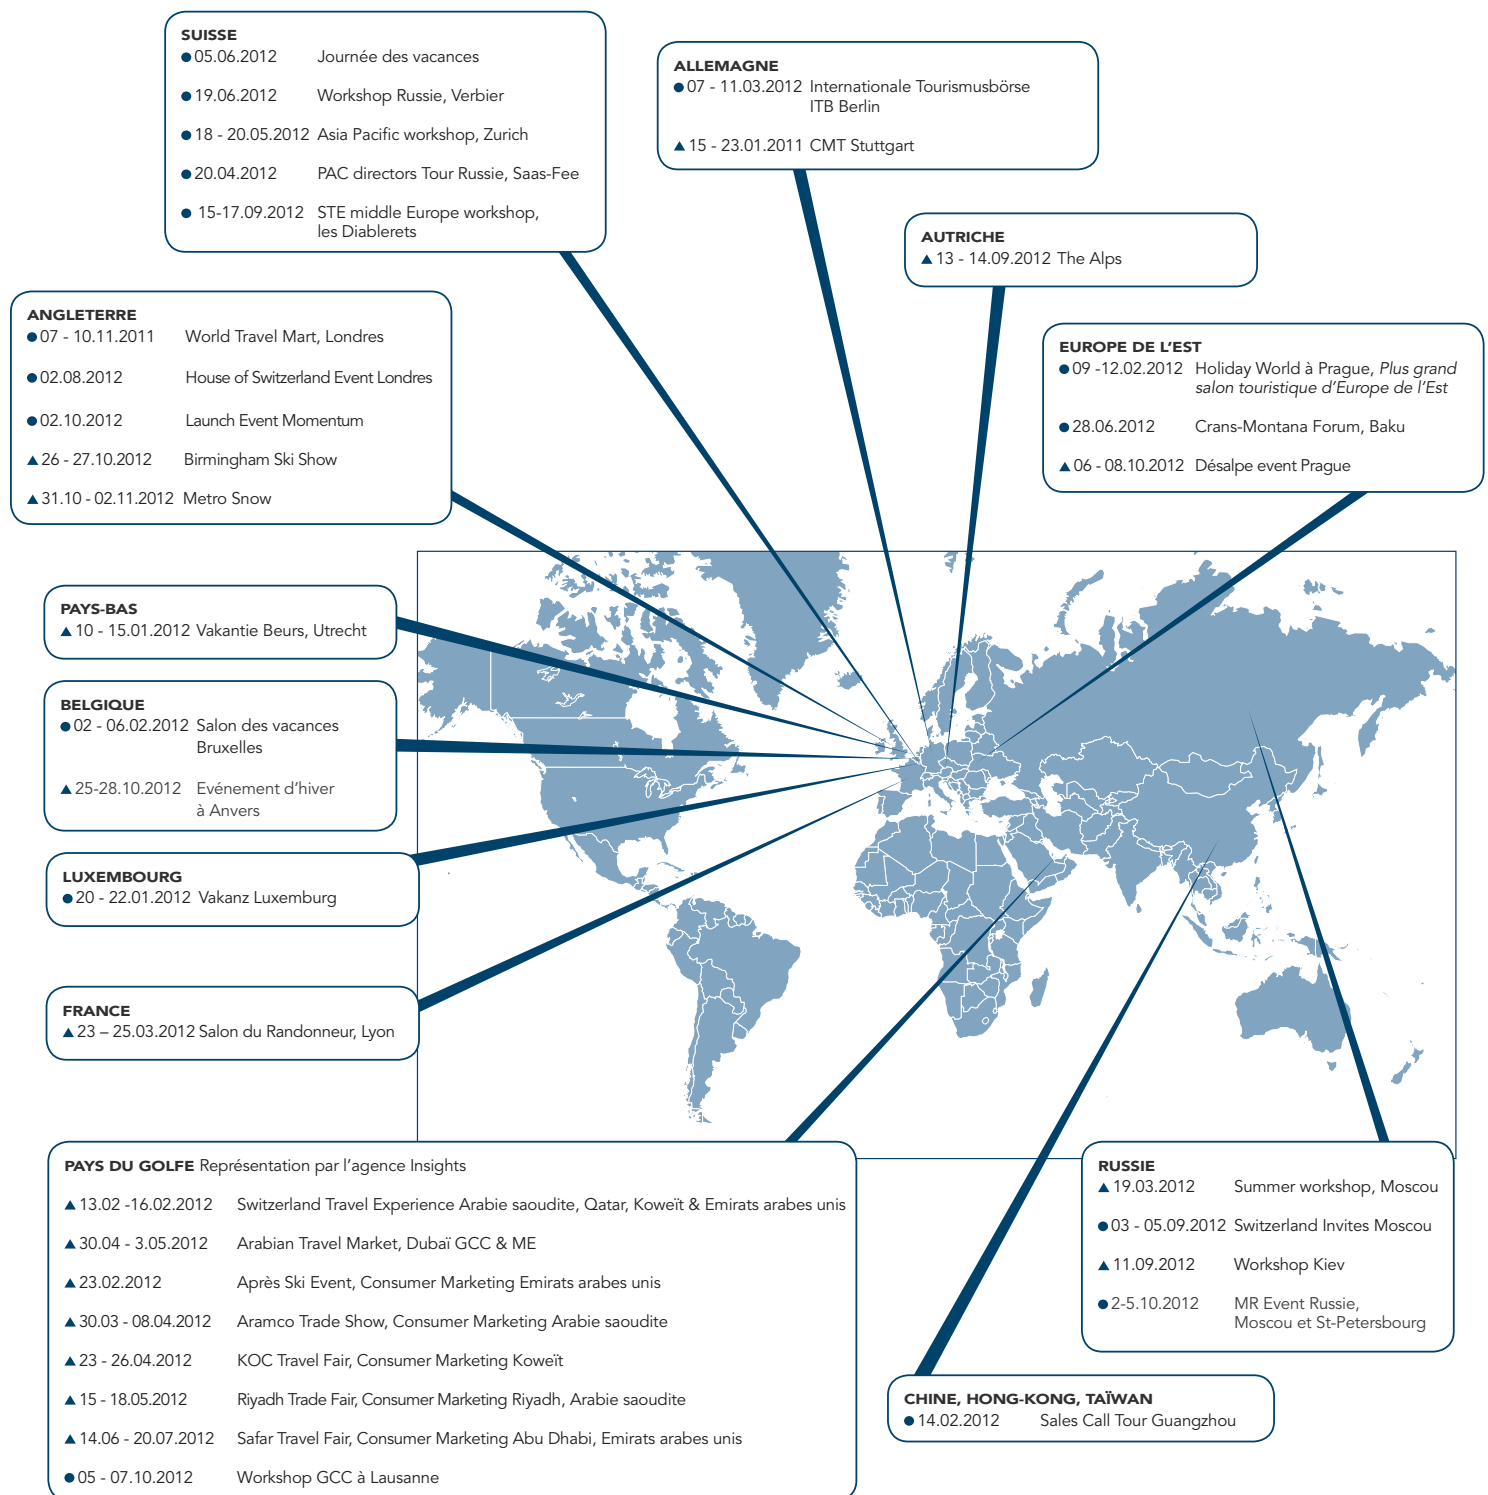 SUISSE
05.06.2012 Journée des vacances
19.06.2012 Workshop Russie, Verbier
18 - 20.05.2012 Asia Pacific workshop, Zurich
20.04.2012 PAC directors Tour Russie, Saas-Fee
15-17.09.2012 STE middle Europe workshop,
les Diablerets
ALLEMAGNE
07 - 11.03.2012 Internationale Tourismusbörse
ITB Berlin
15 - 23.01.2011 CMT Stuttgart
AUTRICHE
13 - 14.09.2012 The Alps
ANGLETERRE
07 - 10.11.2011 World Travel Mart, Londres
02.08.2012 House of Switzerland Event Londres
02.10.2012 Launch Event Momentum
26 - 27.10.2012 Birmingham Ski Show
31.10 - 02.11.2012 Metro Snow
EUROPE DE L'EST
09 -12.02.2012 Holiday World à Prague, Plus grand
salon touristique d'Europe de l'Est
28.06.2012 Crans-Montana Forum, Baku
06 - 08.10.2012 Désalpe event Prague
PAYS-BAS
10 - 15.01.2012 Vakantie Beurs, Utrecht
BELGIQUE
02 - 06.02.2012 Salon des vacances
Bruxelles
25-28.10.2012 Evénement d'hiver
à Anvers
LUXEMBOURG
20 - 22.01.2012 Vakanz Luxemburg
FRANCE
23 – 25.03.2012 Salon du Randonneur, Lyon
PAYS DU GOLFE Représentation par l'agence Insights
13.02 -16.02.2012 Switzerland Travel Experience Arabie saoudite, Qatar, Koweït & Emirats arabes unis
30.04 - 3.05.2012 Arabian Travel Market, Dubaï GCC & ME
23.02.2012 Après Ski Event, Consumer Marketing Emirats arabes unis
30.03 - 08.04.2012 Aramco Trade Show, Consumer Marketing Arabie saoudite
23 - 26.04.2012 KOC Travel Fair, Consumer Marketing Koweït
15 - 18.05.2012 Riyadh Trade Fair, Consumer Marketing Riyadh, Arabie saoudite
14.06 - 20.07.2012 Safar Travel Fair, Consumer Marketing Abu Dhabi, Emirats arabes unis
05 - 07.10.2012 Workshop GCC à Lausanne
RUSSIE
19.03.2012 Summer workshop, Moscou
03 - 05.09.2012 Switzerland Invites Moscou
11.09.2012 Workshop Kiev
2-5.10.2012 MR Event Russie,
Moscou et St-Petersbourg
CHINE, HONG-KONG, TAÏWAN
14.02.2012 Sales Call Tour Guangzhou